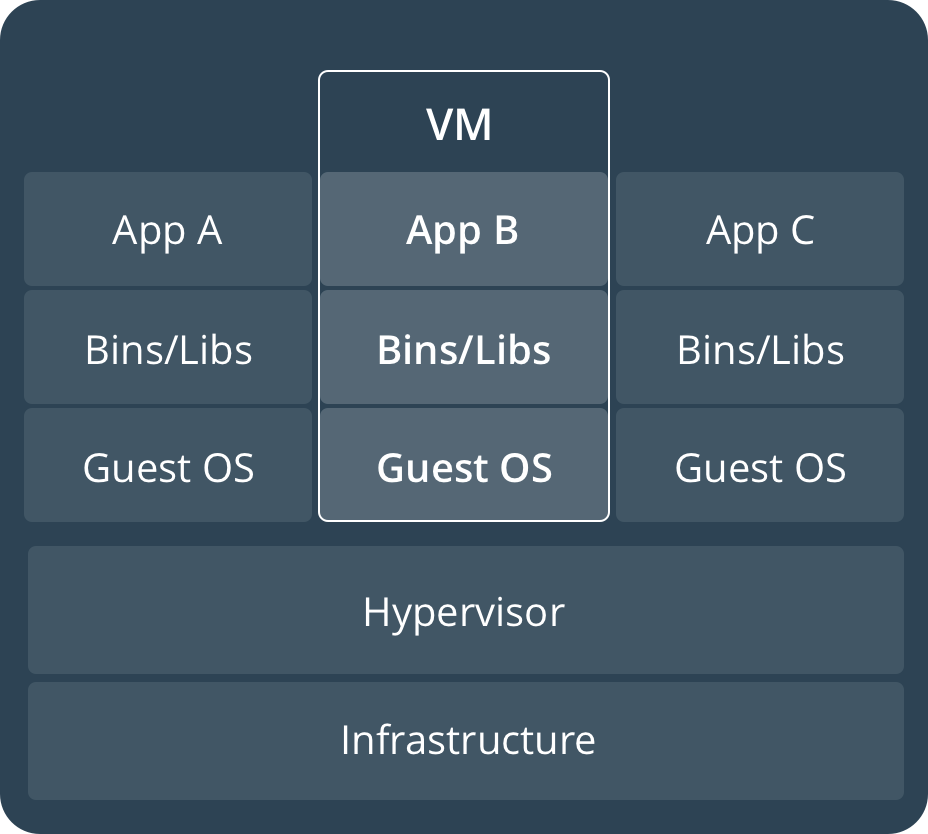 VM
App A
App B
App C
Bins/Libs
Bins/Libs
Bins/Libs
Guest OS
Guest OS
Guest OS
Hypervisor
Infrastructure